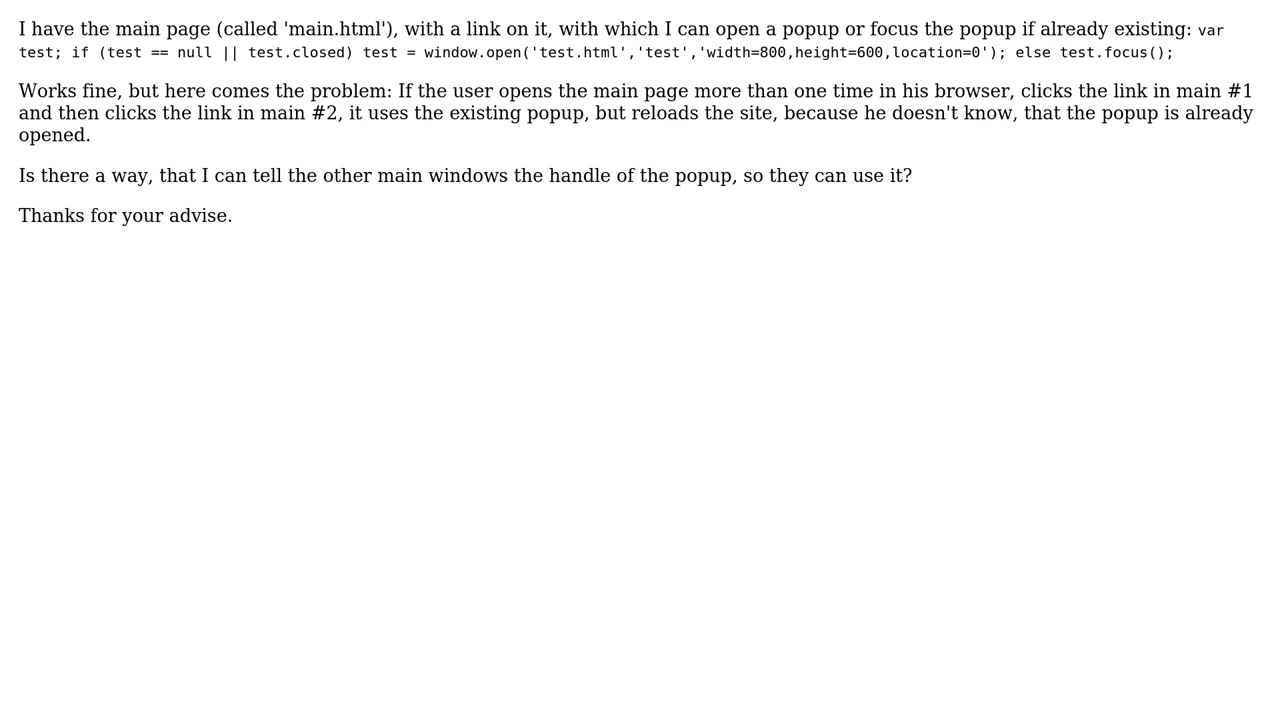 I have the main page (called 'main.html'), with a link on it, with which I can open a popup or focus the popup if already existing: var
test; if (test == null || test.closed) test = window.open('test.html','test','width=800,height=600,location=0'); else test.focus();
Works fine, but here comes the problem: If the user opens the main page more than one time in his browser, clicks the link in main #1
and then clicks the link in main #2, it uses the existing popup, but reloads the site, because he doesn't know, that the popup is already
opened.
Is there a way, that I can tell the other main windows the handle of the popup, so they can use it?
Thanks for your advise.